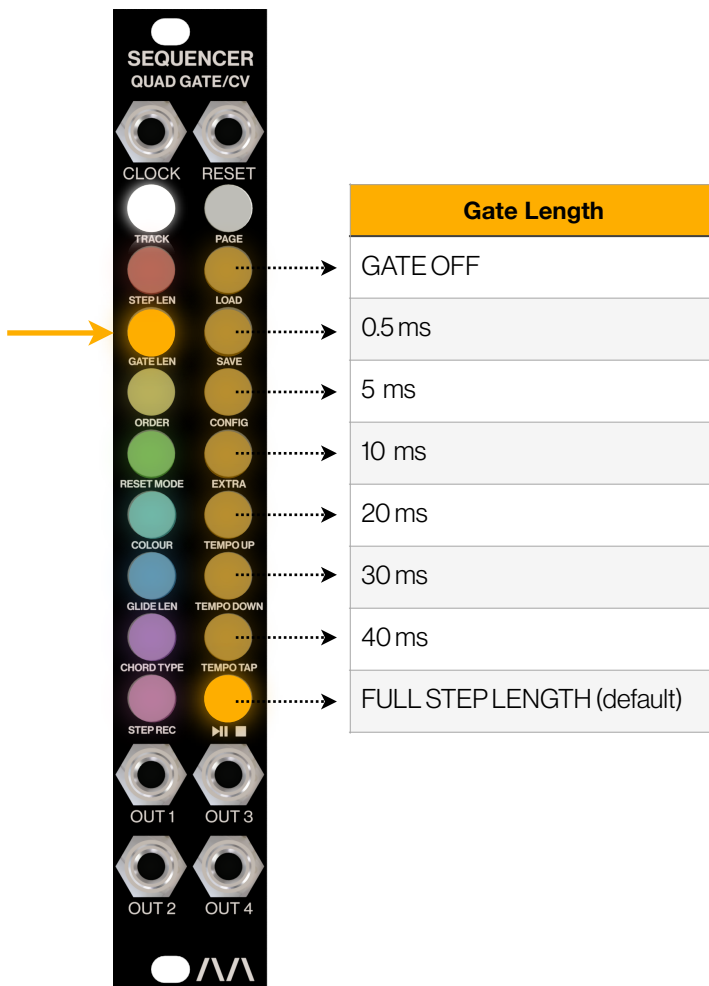 SEQUENCER
QUAD GATE/CV
CLOCK RESET
TRACK PAGE
STEP LEN LOAD
GATE LEN SAVE
ORDER CONFIG
RESET MODE EXTRA
COLOUR TEMPO UP
GLIDE LEN TEMPO DOWN
CHORD TYPE TEMPO TAP
STEP REC
OUT 1 OUT 3
OUT 2 OUT 4
Gate Length
GATE OFF
0.5 ms
5 ms
10 ms
20 ms
30 ms
40 ms
FULL STEP LENGTH (default)